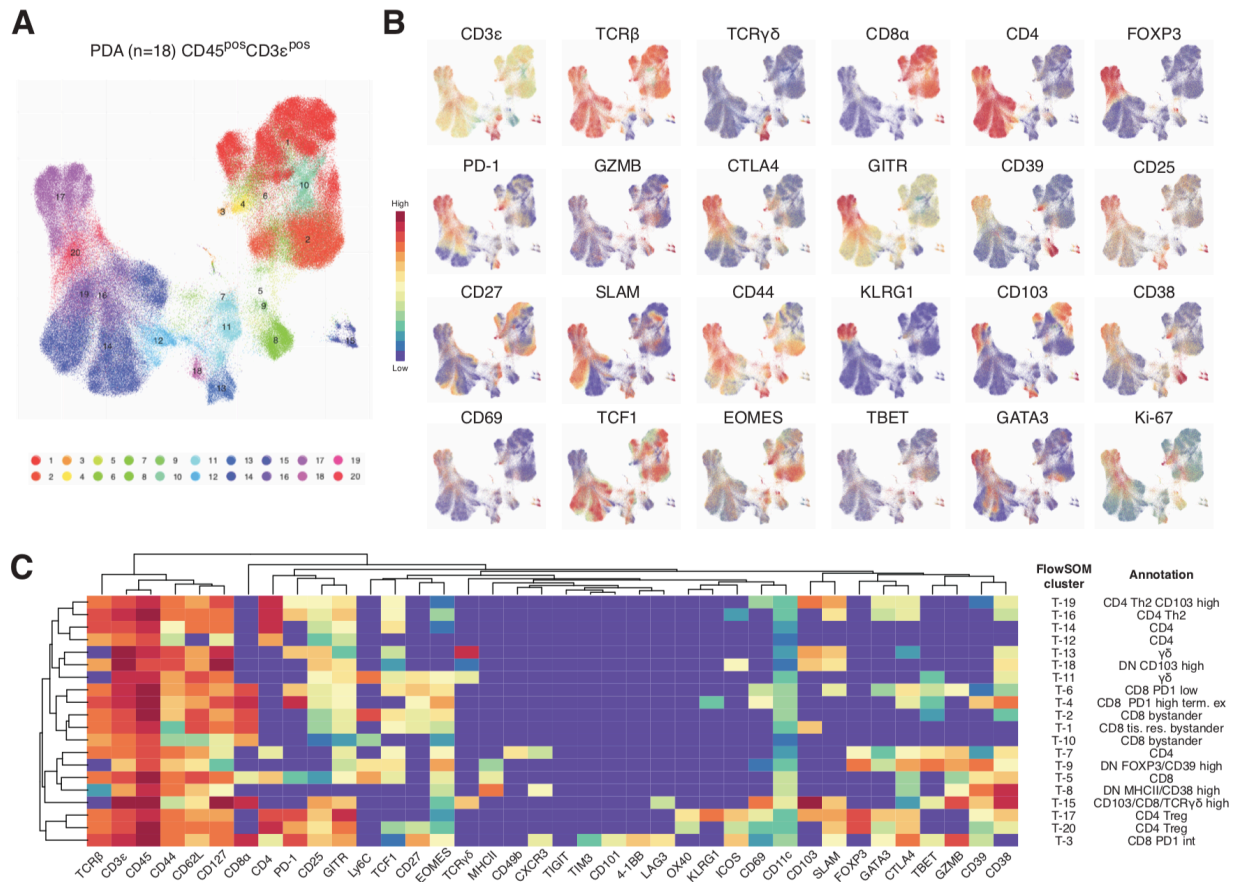 A
PDA (n=18) CD45posCD3εpos
1
10
6
4
3
2
17
20
19
16
14
12
7
5
9
11
8
18
13
15
High
Low
1 3 5 7 9 11 13 15 17 19
2 4 6 8 10 12 14 16 18 20
B
CD3ε TCRβ TCRγδ CD8α CD4 FOXP3
PD-1 GZMB CTLA4 GITR CD39 CD25
CD27 SLAM CD44 KLRG1 CD103 CD38
CD69 TCF1 EOMES TBET GATA3 Ki-67
C
FlowSOM cluster Annotation
T-19 CD4 Th2 CD103 high
T-16 CD4 Th2
T-14 CD4
T-12 CD4
T-13 γδ
T-18 DN CD103 high
T-11 γδ
T-6 CD8 PD1 low
T-4 CD8 PD1 high term. ex
T-2 CD8 bystander
T-1 CD8 tis. res. bystander
T-10 CD8 bystander
T-7 CD4
T-9 DN FOXP3/CD39 high
T-5 CD8
T-8 DN MHCII/CD38 high
T-15 CD103/CD8/TCRγδ high
T-17 CD4 Treg
T-20 CD4 Treg
T-3 CD8 PD1 int
TCRβ CD3ε CD45 CD44 CD62L CD127 CD8α CD4 PD-1 CD25 GITR Ly6C TCF1 CD27 EOMES TCRγδ MHCII CD49b CXCR3 TIGIT TIM3 CD101 4-1BB LAG3 OX40 KLRG1 ICOS CD69 CD11c CD103 SLAM FOXP3 GATA3 CTLA4 TBET GZMB CD39 CD38